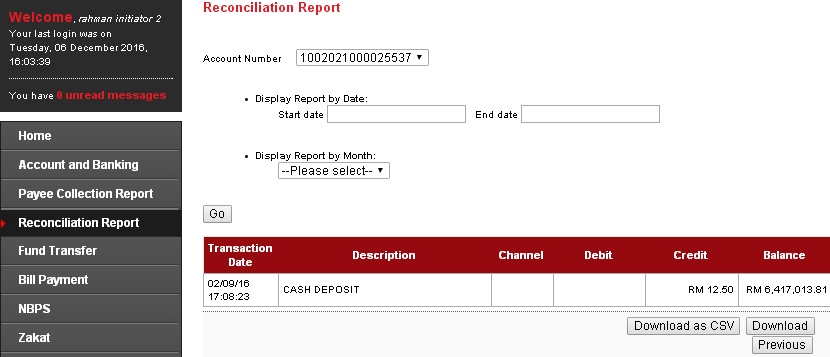 Welcome, rahman initiator 2
Your last login was on
Tuesday, 06 December 2016,
16:03:39
You have 0 unread messages
Home
Account and Banking
Payee Collection Report
Reconciliation Report
Fund Transfer
Bill Payment
NBPS
Zakat
Reconciliation Report
Account Number 1002021000025537
• Display Report by Date:
Start date End date
• Display Report by Month:
--Please select--
Go
Transaction Date Description Channel Debit Credit Balance
02/09/16 17:08:23 CASH DEPOSIT RM 12.50 RM 6,417,013.81
Download as CSV Download
Previous